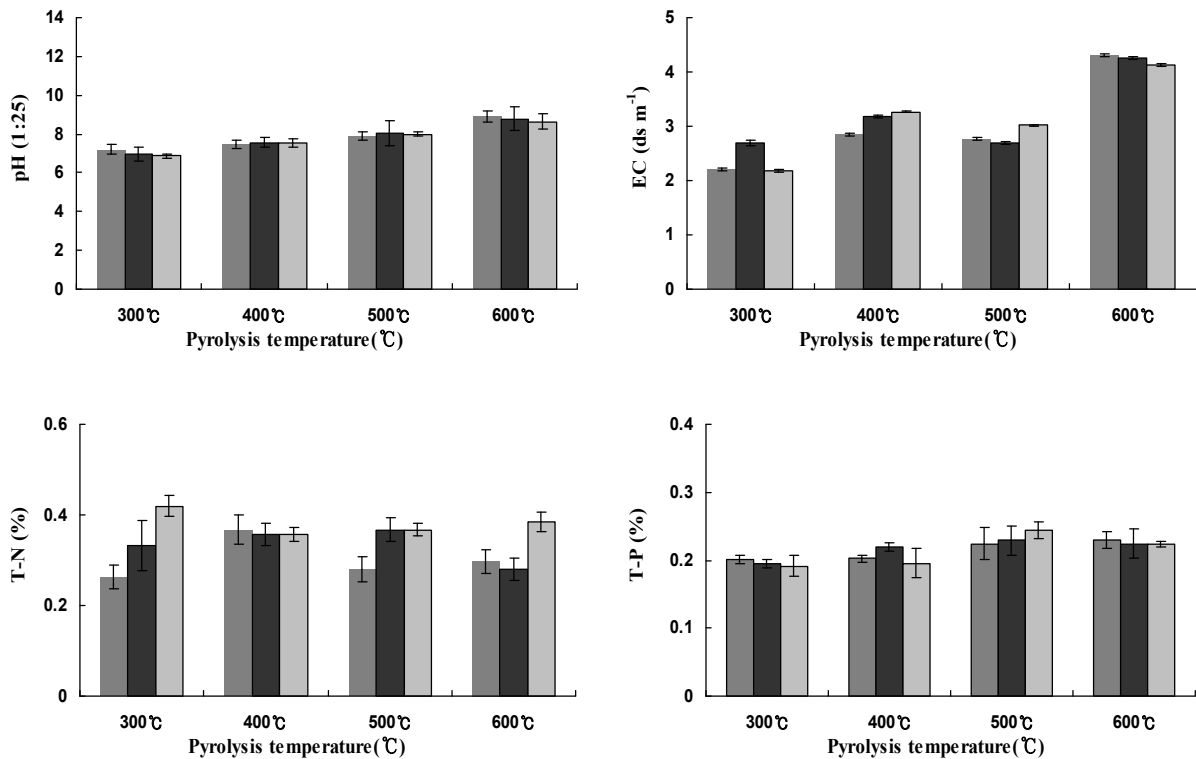 14
12
10
8
6
4
2
0
pH (1:25)
300℃ 400℃ 500℃ 600℃
Pyrolysis temperature(℃)
5
4
3
2
1
0
EC (ds m⁻¹)
300℃ 400℃ 500℃ 600℃
Pyrolysis temperature(℃)
0.6
0.4
0.2
0
T-N (%)
300℃ 400℃ 500℃ 600℃
Pyrolysis temperature(℃)
0.4
0.3
0.2
0.1
0
T-P (%)
300℃ 400℃ 500℃ 600℃
Pyrolysis temperature(℃)